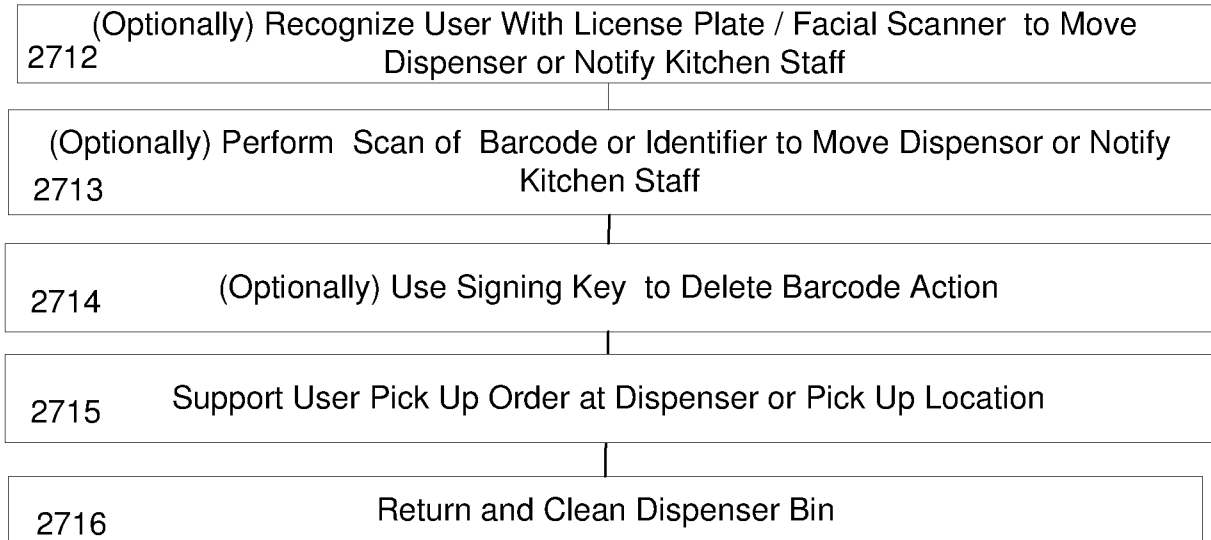 (Optionally) Recognize User With License Plate / Facial Scanner to Move
2712
Dispenser or Notify Kitchen Staff
(Optionally) Perform Scan of Barcode or Identifier to Move Dispensor or Notify
2713
Kitchen Staff
2714
(Optionally) Use Signing Key to Delete Barcode Action
2715
Support User Pick Up Order at Dispenser or Pick Up Location
2716
Return and Clean Dispenser Bin